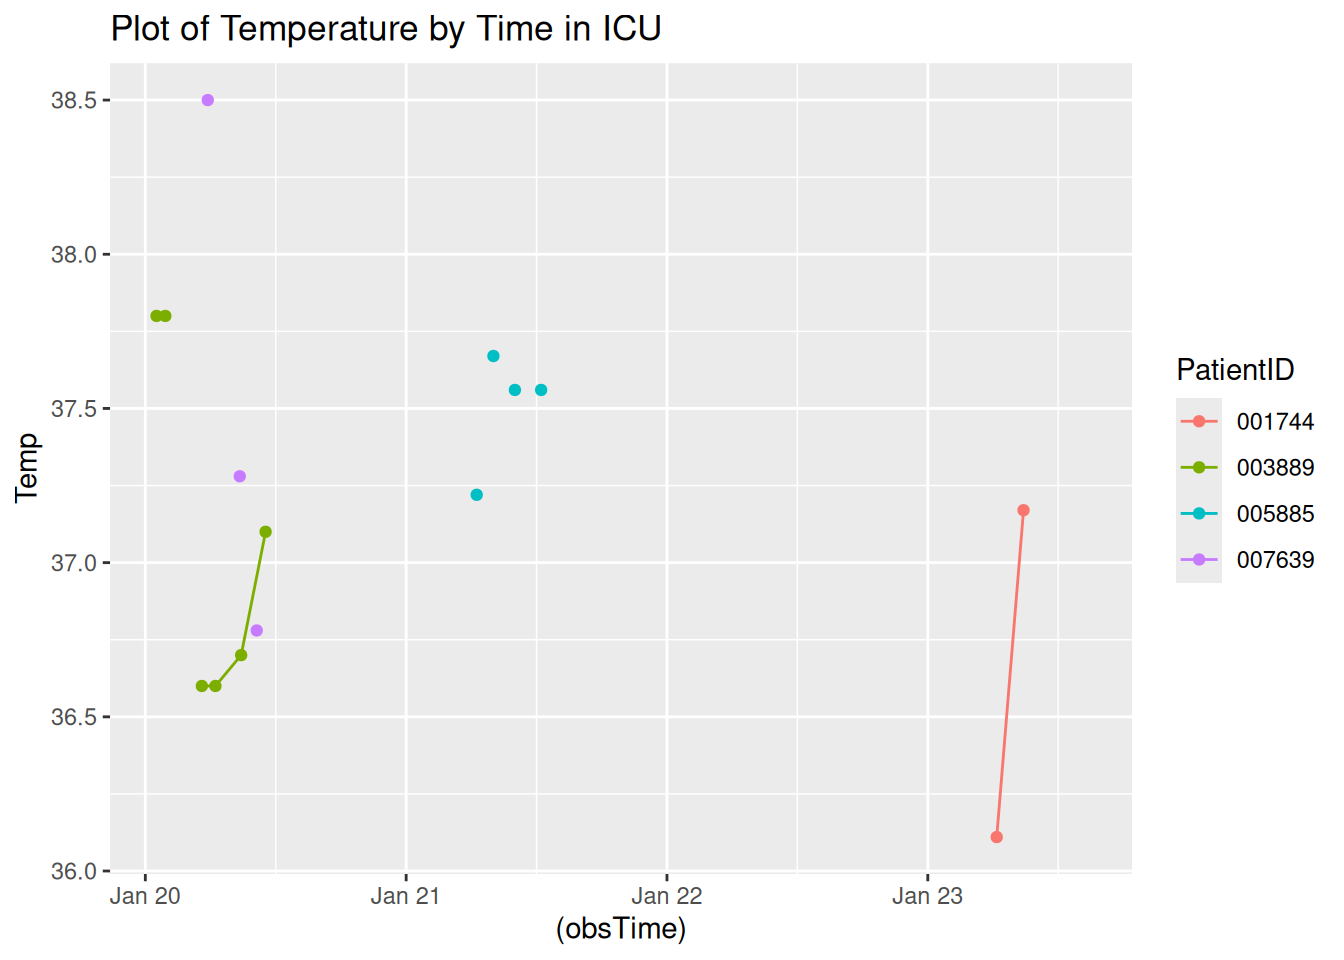 Plot of Temperature by Time in ICU
38.5
38.0
37.5
37.0
36.5
36.0
Temp
Jan 20
Jan 21
Jan 22
Jan 23
(obsTime)
PatientID
001744
003889
005885
007639